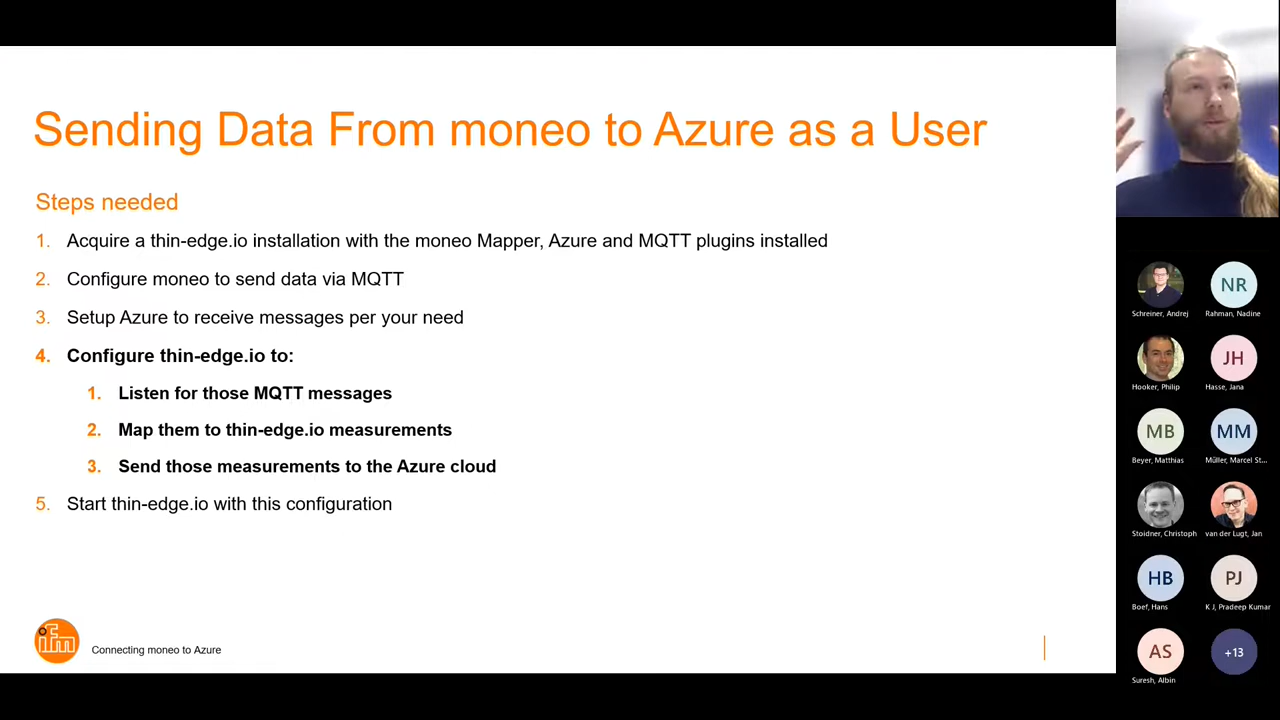 Sending Data From moneo to Azure as a User
Steps needed
1. Acquire a thin-edge.io installation with the moneo Mapper, Azure and MQTT plugins installed
2. Configure moneo to send data via MQTT
3. Setup Azure to receive messages per your need
4. Configure thin-edge.io to:
1. Listen for those MQTT messages
2. Map them to thin-edge.io measurements
3. Send those measurements to the Azure cloud
5. Start thin-edge.io with this configuration
ifm
Connecting moneo to Azure
NR
Schreiner, Andrej
Rahman, Nadine
JH
Hooker, Philip
Hasse, Jana
MB
MM
Beyer, Matthias
Müller, Marcel St...
Stoidner, Christoph
van der Lugt, Jan
HB
PJ
Boef, Hans
K J, Pradeep Kumar
AS
+13
Suresh, Albin